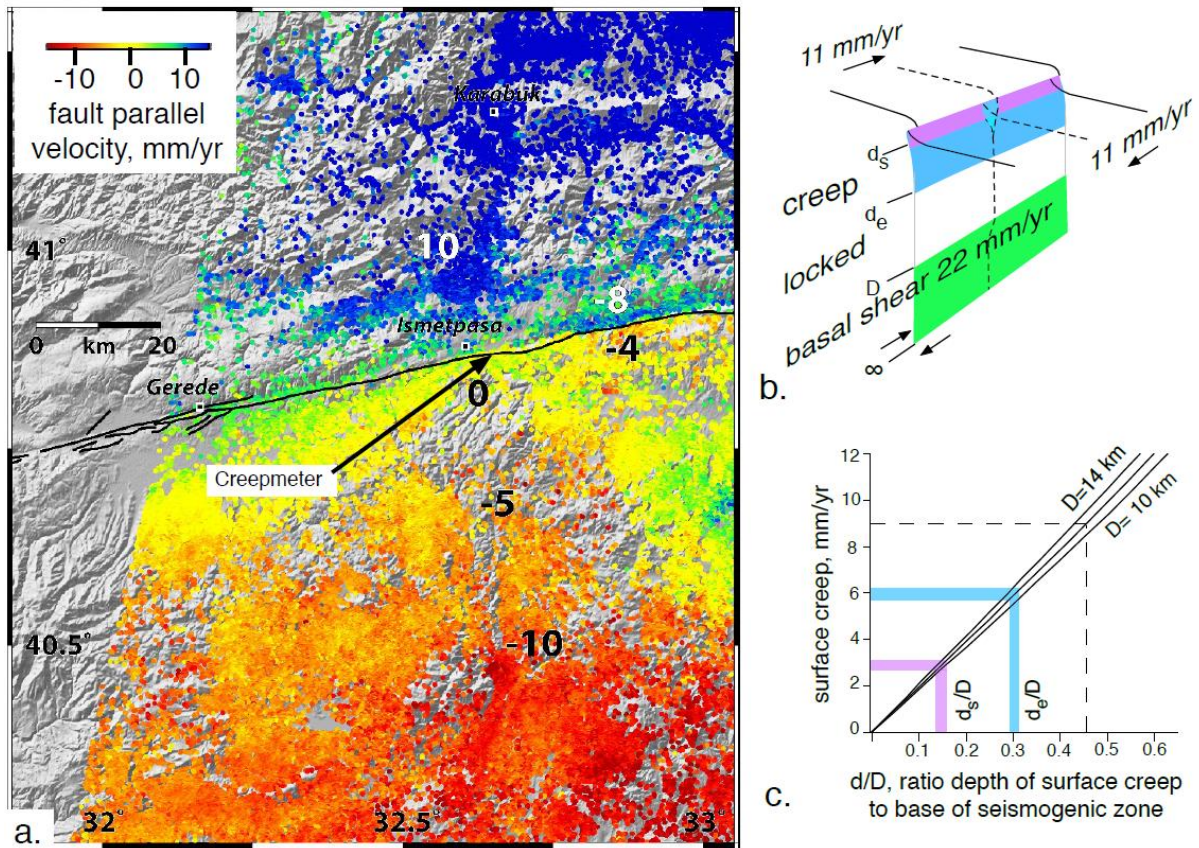 -10 0 10
fault parallel
velocity, mm/yr
Karabuk
10
41°
-8
Ismetpasa
0 km 20
-4
Gerede
0
Creepmeter
-5
40.5°
-10
32° 32.5° 33°
a.
11 mm/yr
11 mm/yr
ds
creep
de
locked
D
basal shear 22 mm/yr
∞
b.
12
10
8
6
4
2
0
surface creep, mm/yr
D=14 km
D= 10 km
ds/D
de/D
0.1 0.2 0.3 0.4 0.5 0.6
d/D, ratio depth of surface creep
to base of seismogenic zone
c.